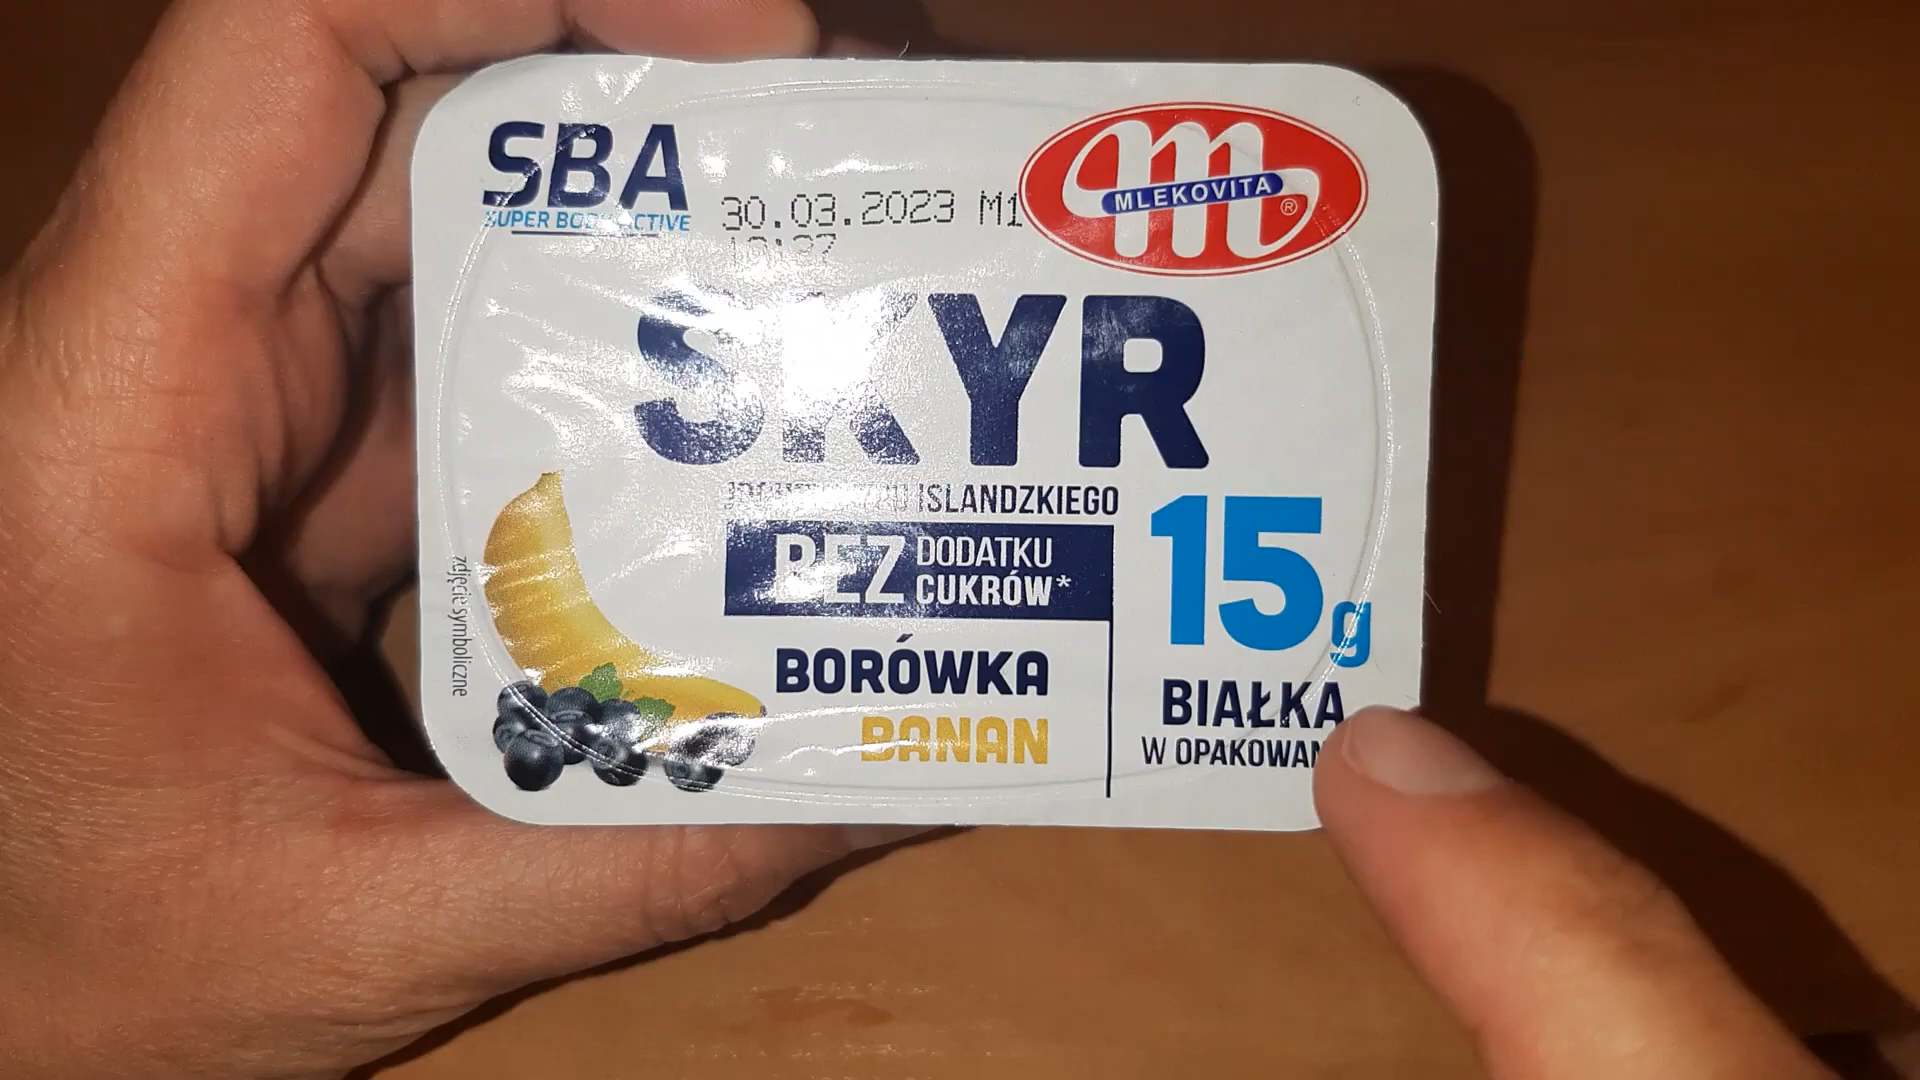 SBA
SUPER BODY ACTIVE
30.03.2023 M1
MLEKOVITA
®
SKYR
ISLANDZKIEGO
BEZ DODATKU
CUKRÓW*
15g
BIAŁKA
W OPAKOWAN
BORÓWKA
BANAN
zdjęcie symboliczne